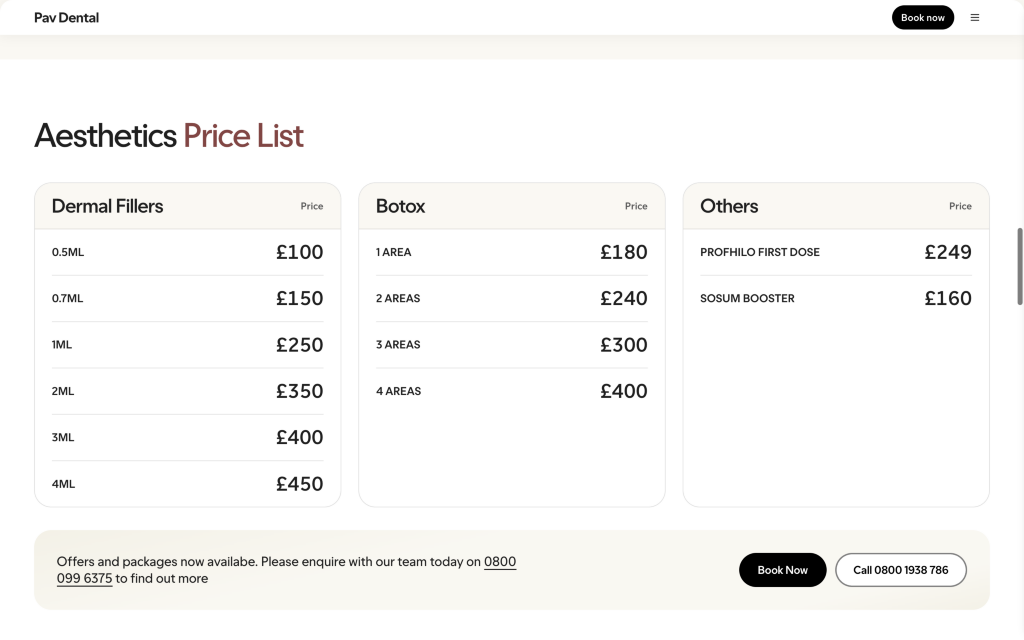 Pav Dental
Book now
Aesthetics Price List
Dermal Fillers Price
0.5ML £100
0.7ML £150
1ML £250
2ML £350
3ML £400
4ML £450
Botox Price
1 AREA £180
2 AREAS £240
3 AREAS £300
4 AREAS £400
Others Price
PROFHILO FIRST DOSE £249
SOSUM BOOSTER £160
Offers and packages now availabe. Please enquire with our team today on 0800
099 6375 to find out more
Book Now
Call 0800 1938 786